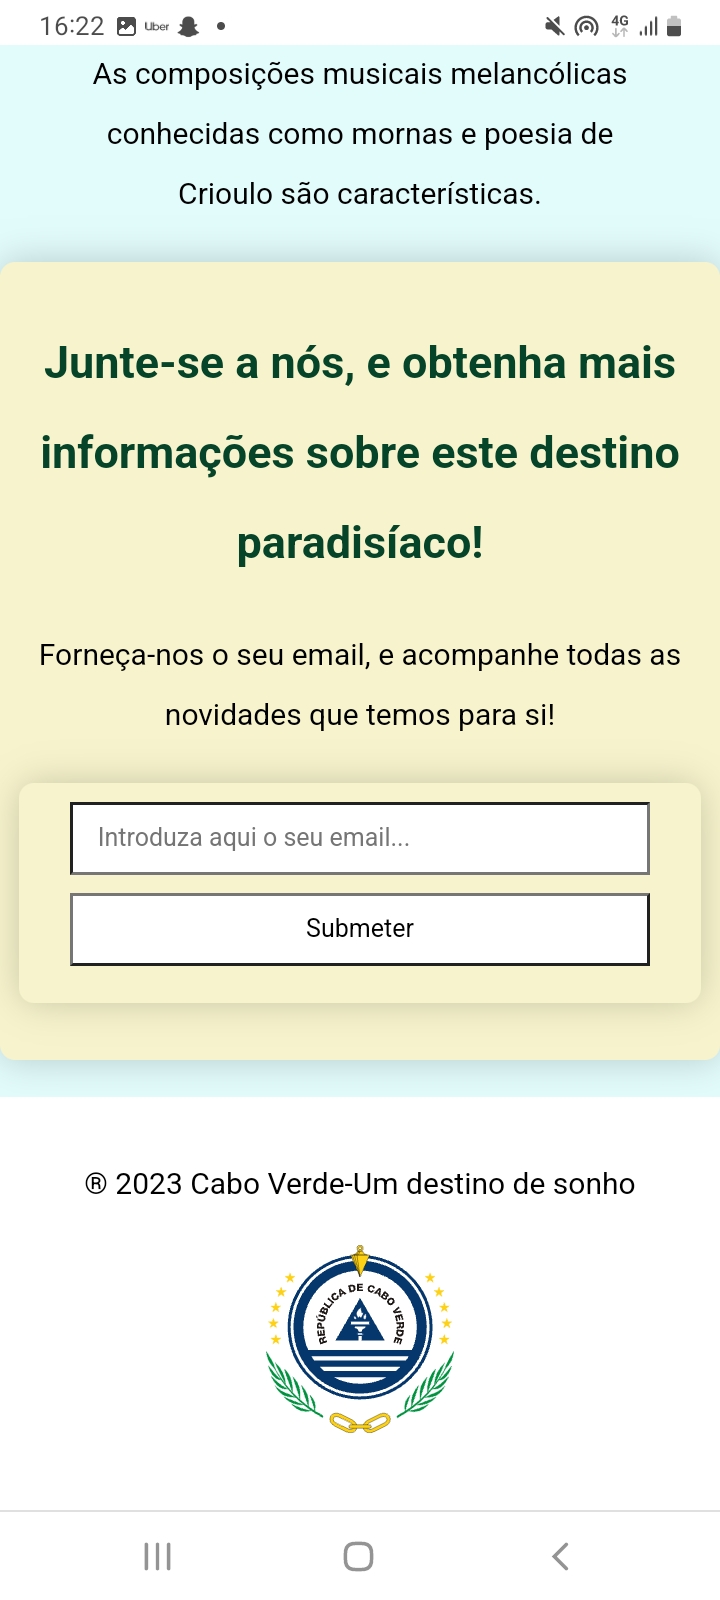 16:22 Uber 4G
As composições musicais melancólicas
conhecidas como mornas e poesia de
Crioulo são características.
Junte-se a nós, e obtenha mais
informações sobre este destino
paradisíaco!
Forneça-nos o seu email, e acompanhe todas as
novidades que temos para si!
Introduza aqui o seu email...
Submeter
® 2023 Cabo Verde-Um destino de sonho
REPÚBLICA DE CABO VERDE